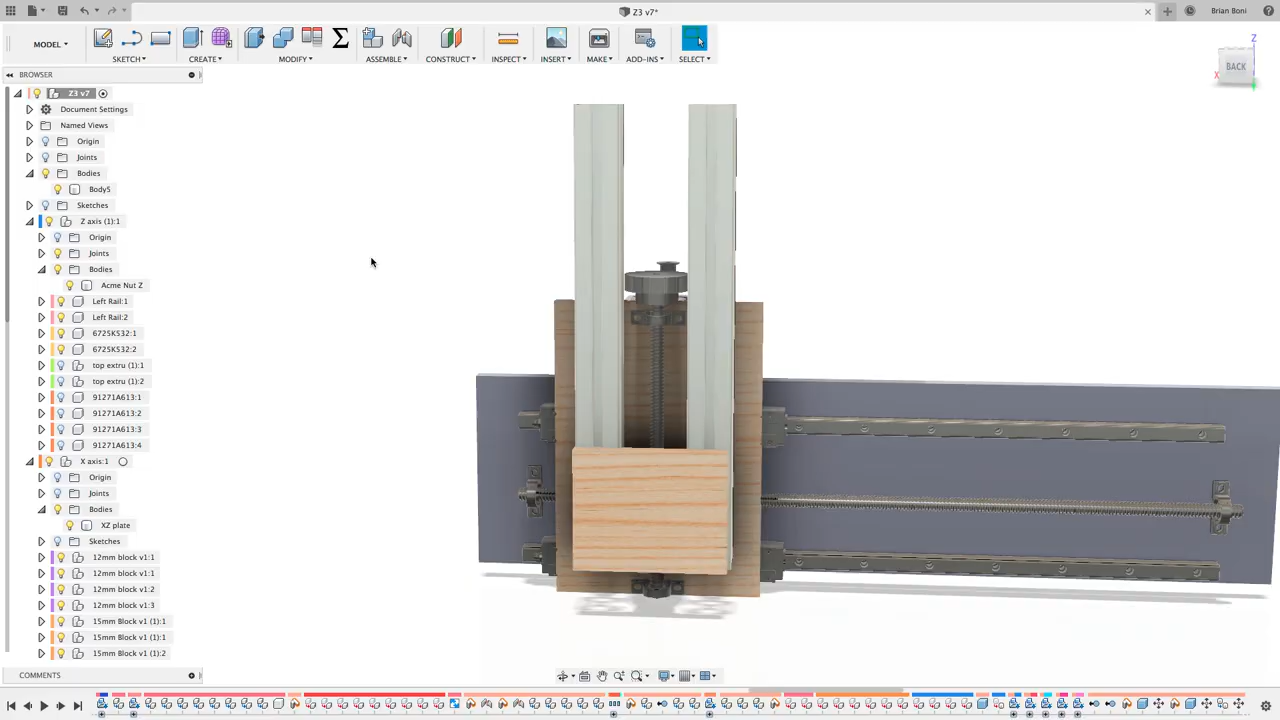 Z3 v7*
Brian Boni
MODEL
SKETCH
CREATE
MODIFY
ASSEMBLE
CONSTRUCT
INSPECT
INSERT
MAKE
ADD-INS
SELECT
Z
BACK
X
BROWSER
Z3 v7
Document Settings
Named Views
Origin
Joints
Bodies
Body5
Sketches
Z axis (1):1
Origin
Joints
Bodies
Acme Nut Z
Left Rail:1
Left Rail:2
6725K532:1
6725K532:2
top extru (1):1
top extru (1):2
91271A613:1
91271A613:2
91271A613:3
91271A613:4
X axis:1
Origin
Joints
Bodies
XZ plate
Sketches
12mm block v1:1
12mm block v1:1
12mm block v1:2
12mm block v1:3
15mm Block v1 (1):1
15mm Block v1 (1):1
15mm Block v1 (1):2
COMMENTS